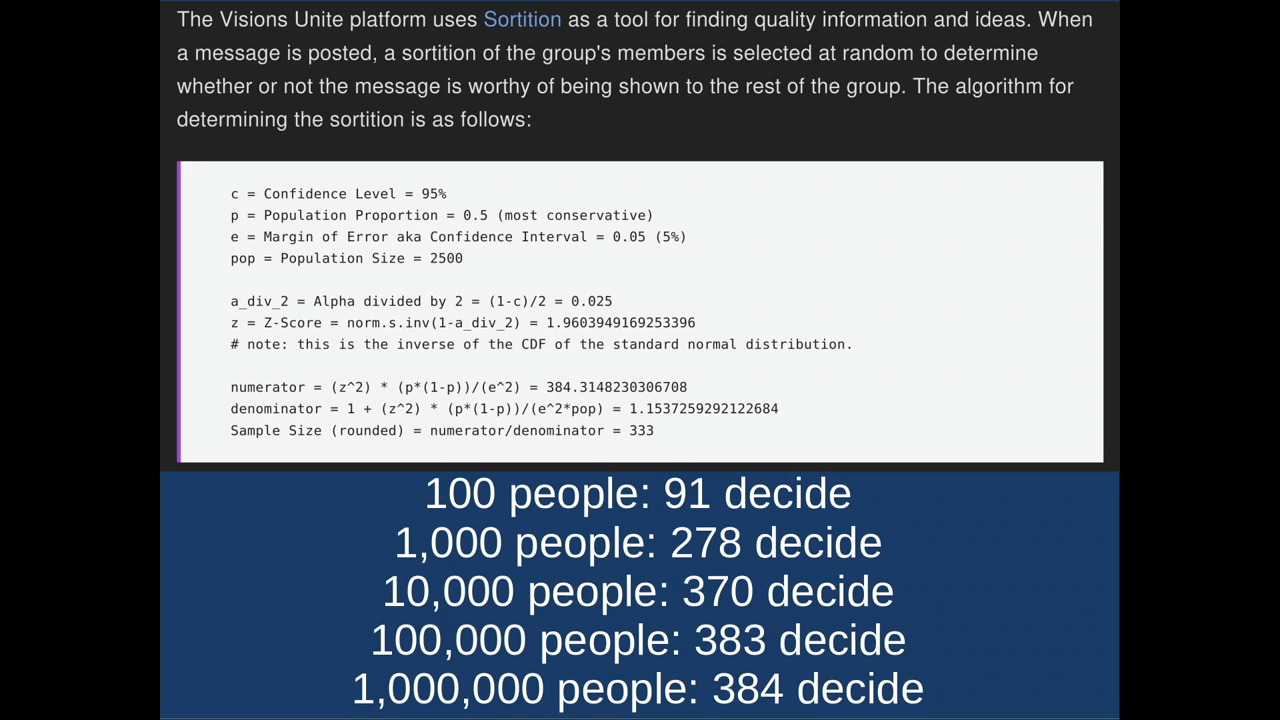 The Visions Unite platform uses Sortition as a tool for finding quality information and ideas. When
a message is posted, a sortition of the group's members is selected at random to determine
whether or not the message is worthy of being shown to the rest of the group. The algorithm for
determining the sortition is as follows:
c = Confidence Level = 95%
p = Population Proportion = 0.5 (most conservative)
e = Margin of Error aka Confidence Interval = 0.05 (5%)
pop = Population Size = 2500
a_div_2 = Alpha divided by 2 = (1-c)/2 = 0.025
z = Z-Score = norm.s.inv(1-a_div_2) = 1.9603949169253396
# note: this is the inverse of the CDF of the standard normal distribution.
numerator = (z^2) * (p*(1-p))/(e^2) = 384.3148230306708
denominator = 1 + (z^2) * (p*(1-p))/(e^2*pop) = 1.1537259292122684
Sample Size (rounded) = numerator/denominator = 333
100 people: 91 decide
1,000 people: 278 decide
10,000 people: 370 decide
100,000 people: 383 decide
1,000,000 people: 384 decide